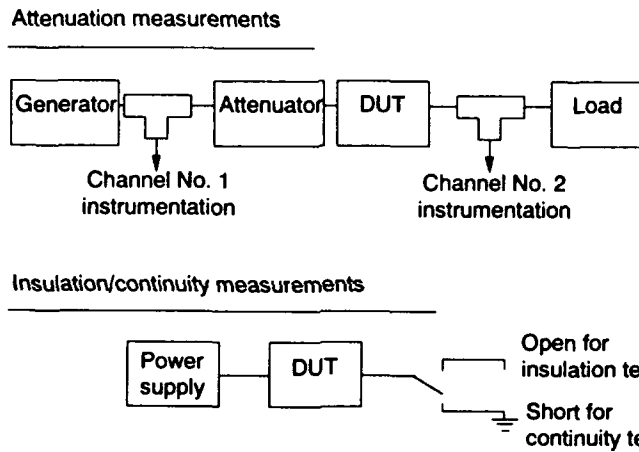 Attenuation measurements
Generator
Attenuator
DUT
Load
Channel No. 1
instrumentation
Channel No. 2
instrumentation
Insulation/continuity measurements
Power
supply
DUT
Open for
insulation te
Short for
continuity te